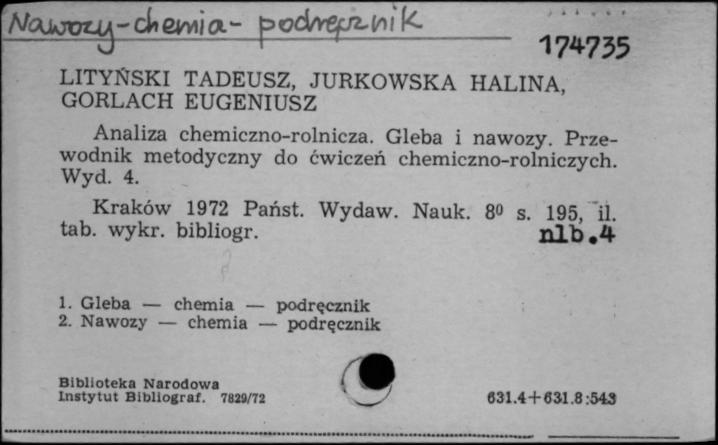 Nawozy-chemia- podręcznik
174735
LITYŃSKI TADEUSZ, JURKOWSKA HALINA,
GORLACH EUGENIUSZ
Analiza chemiczno-rolnicza. Gleba i nawozy. Prze-
wodnik metodyczny do ćwiczeń chemiczno-rolniczych.
Wyd. 4.
Kraków 1972 Państ. Wydaw. Nauk. 8⁰ s. 195, il.
tab. wykr. bibliogr.
nlb.4
1. Gleba — chemia — podręcznik
2. Nawozy — chemia — podręcznik
Biblioteka Narodowa
Instytut Bibliograf. 7829/72
631.4+631.8:543